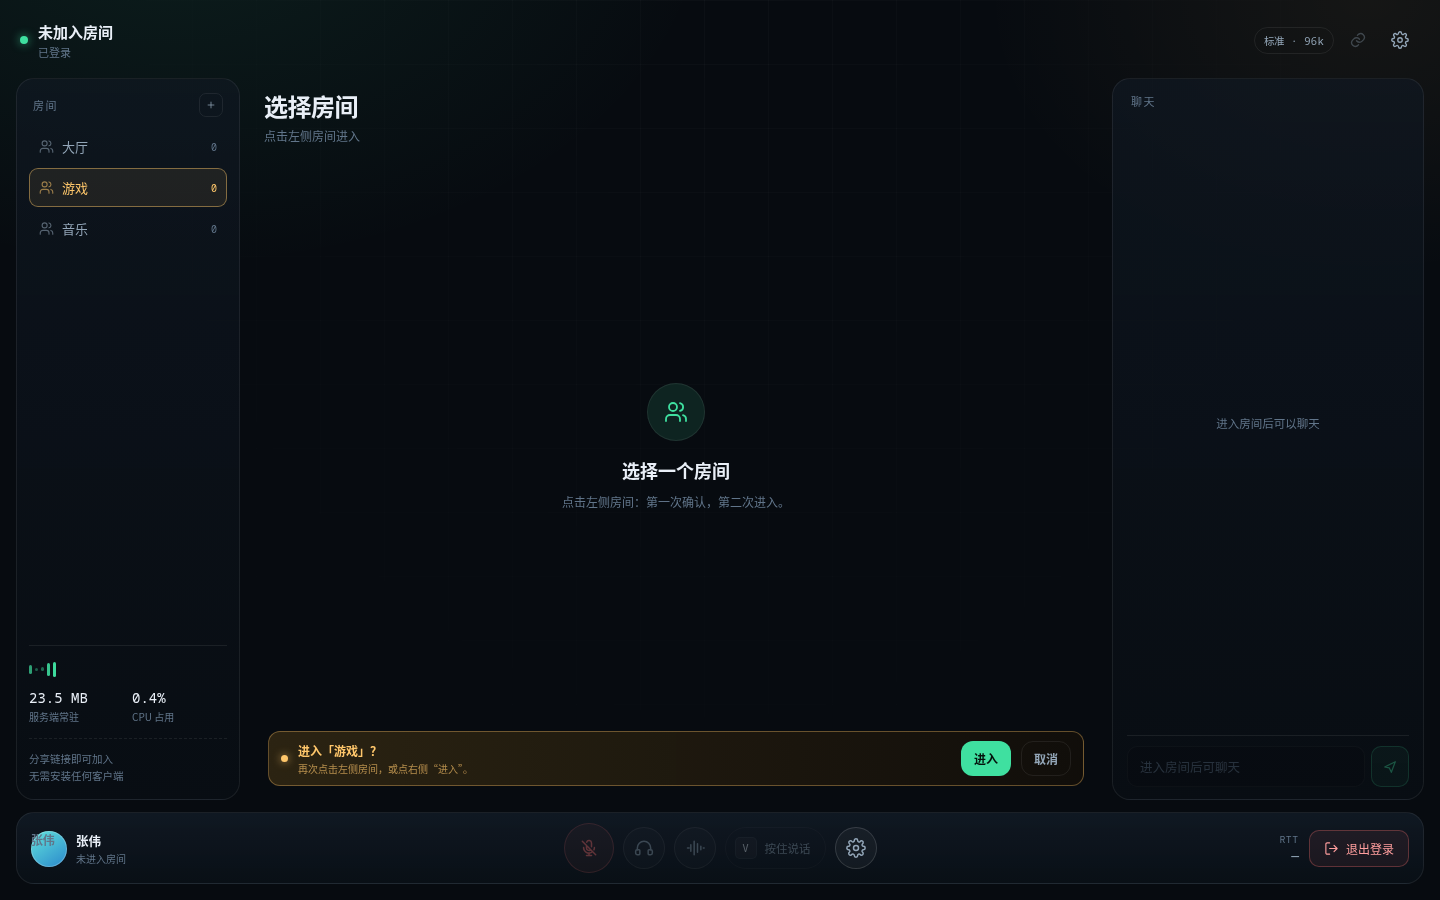 未加入房间
已登录
标准 · 96k
房间
+
大厅 0
游戏 0
音乐 0
23.5 MB 0.4%
服务端常驻 CPU 占用
分享链接即可加入
无需安装任何客户端
选择房间
点击左侧房间进入
选择一个房间
点击左侧房间：第一次确认，第二次进入。
进入「游戏」？
再次点击左侧房间，或点右侧“进入”。
进入 取消
聊天
进入房间后可以聊天
进入房间后可聊天
张伟
张伟
未进入房间
V 按住说话
RTT
—
退出登录